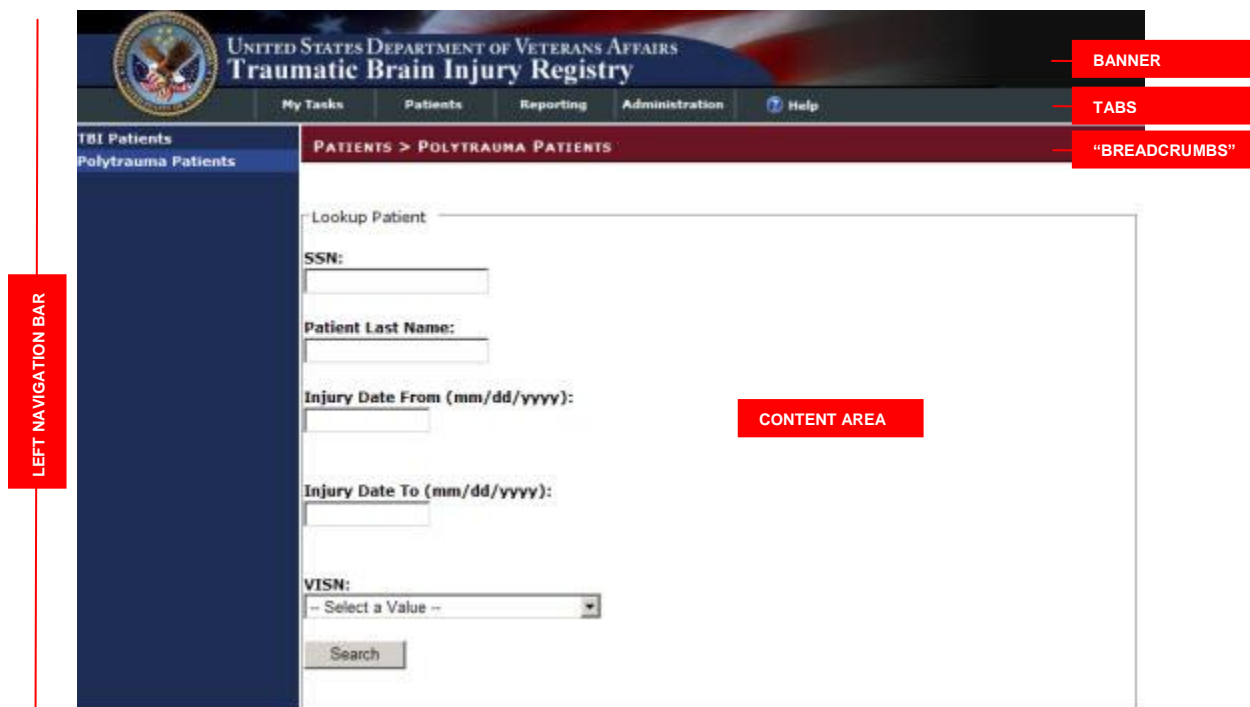 UNITED STATES DEPARTMENT OF VETERANS AFFAIRS
Traumatic Brain Injury Registry
BANNER
My Tasks Patients Reporting Administration ? Help
TABS
TBI Patients
Polytrauma Patients
PATIENTS > POLYTRAUMA PATIENTS
“BREADCRUMBS”
Lookup Patient
SSN:
Patient Last Name:
Injury Date From (mm/dd/yyyy):
CONTENT AREA
LEFT NAVIGATION BAR
Injury Date To (mm/dd/yyyy):
VISN:
-- Select a Value --
Search